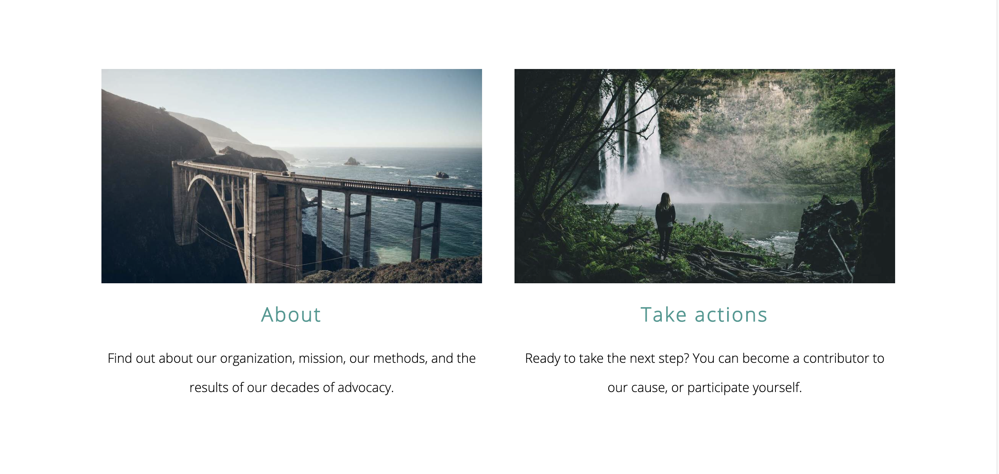 About
Find out about our organization, mission, our methods, and the
results of our decades of advocacy.
Take actions
Ready to take the next step? You can become a contributor to
our cause, or participate yourself.